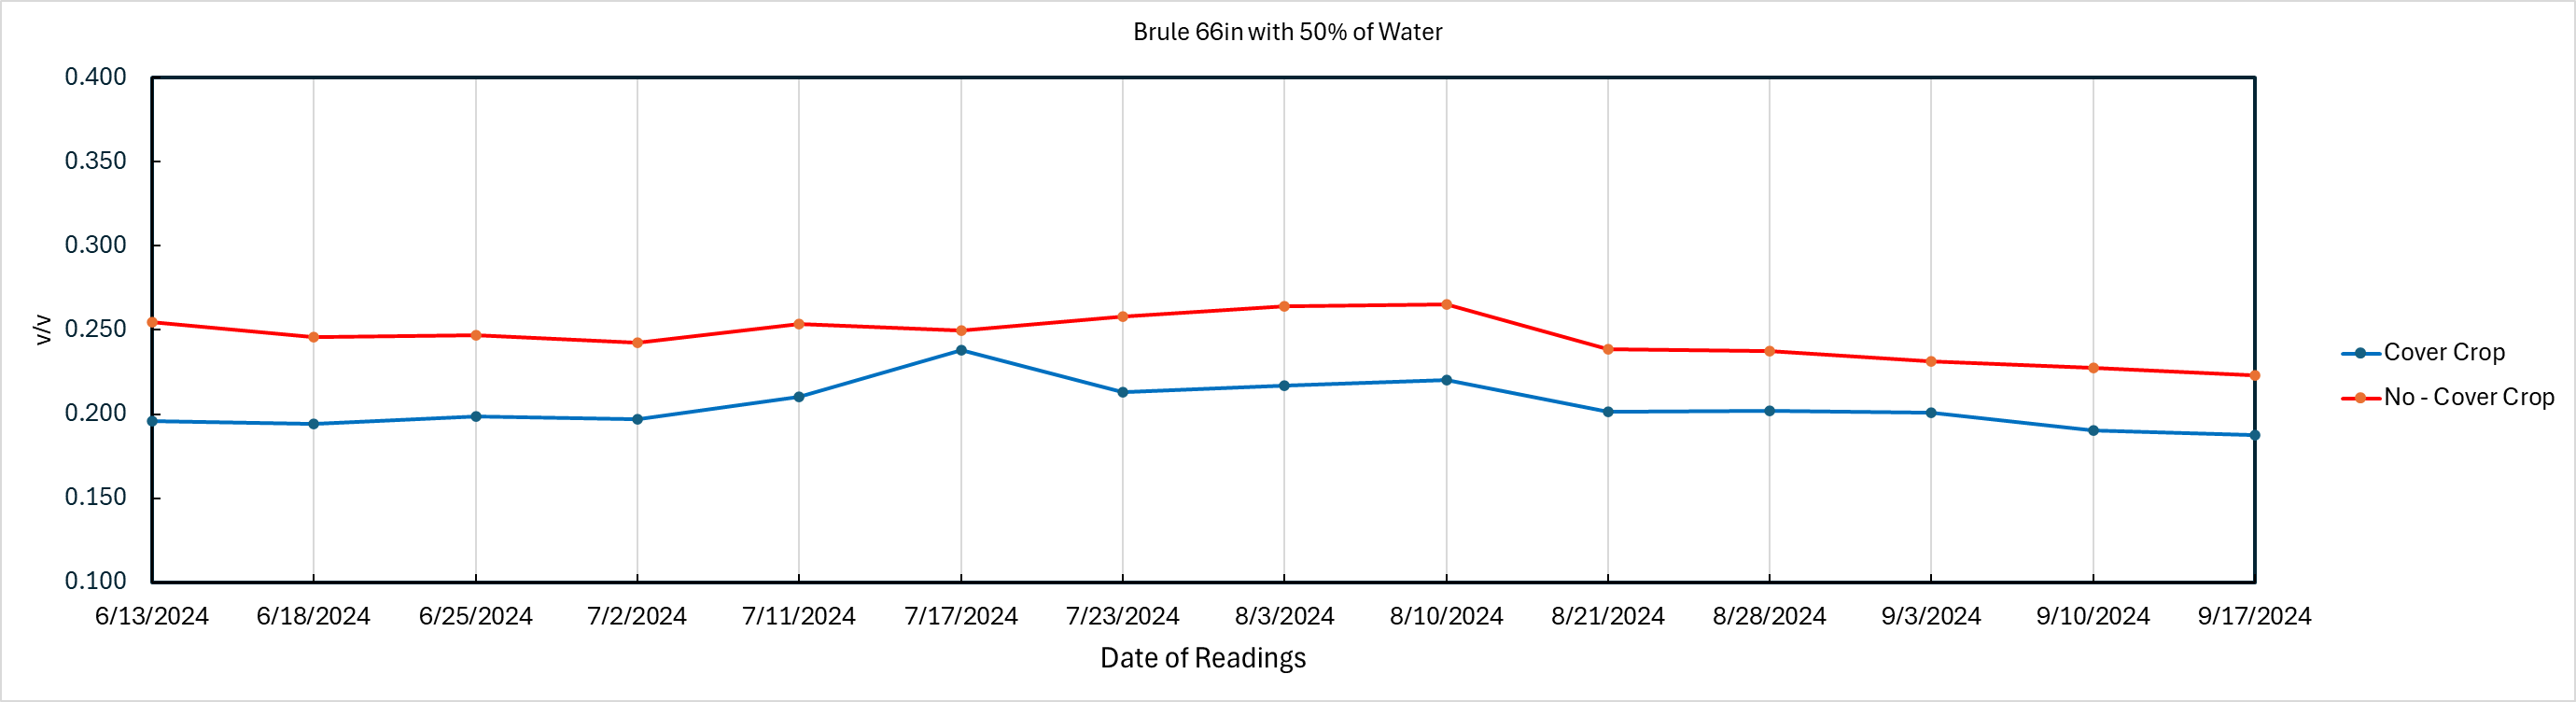 Brule 66in with 50% of Water
0.400
0.350
0.300
0.250
0.200
0.150
0.100
v/v
6/13/2024 6/18/2024 6/25/2024 7/2/2024 7/11/2024 7/17/2024 7/23/2024 8/3/2024 8/10/2024 8/21/2024 8/28/2024 9/3/2024 9/10/2024 9/17/2024
Date of Readings
Cover Crop
No - Cover Crop